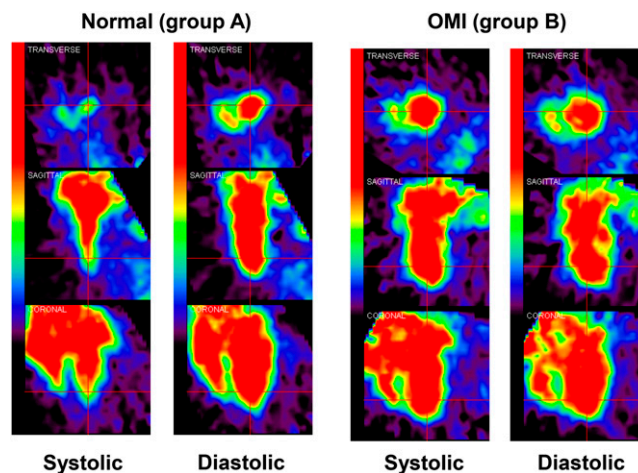 Normal (group A) OMI (group B)
TRANSVERSE TRANSVERSE TRANSVERSE TRANSVERSE
SAGITTAL SAGITTAL SAGITTAL SAGITTAL
CORONAL CORONAL CORONAL CORONAL
Systolic Diastolic Systolic Diastolic